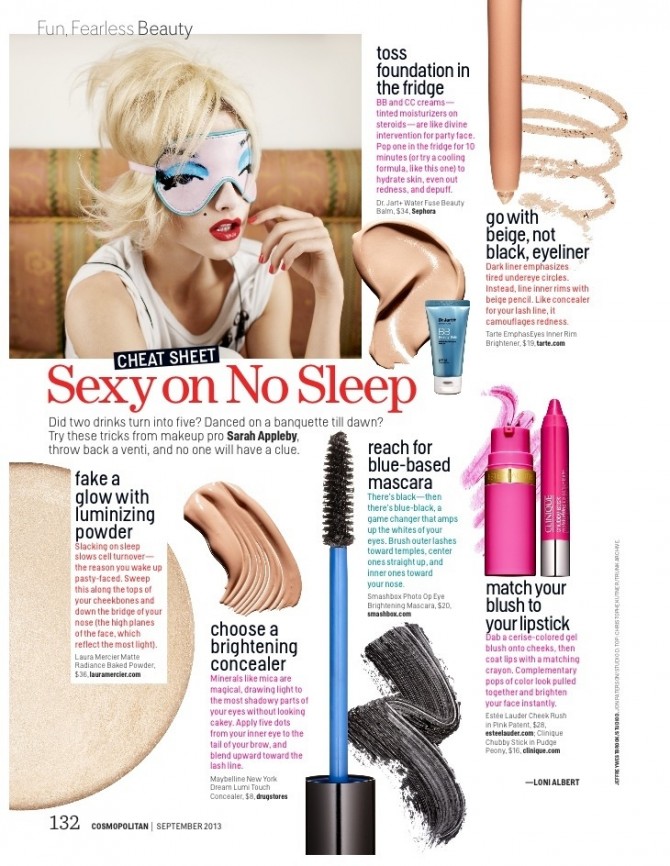 Fun, Fearless Beauty
toss
foundation in
the fridge
BB and CC creams—
tinted moisturizers on
steroids—are like divine
intervention for party face.
Pop one in the fridge for 10
minutes (or try a cooling
formula, like this one) to
hydrate skin, even out
redness, and depuff.
Dr. Jart+ Water Fuse Beauty
Balm, $34, Sephora
go with
beige, not
black, eyeliner
Dark liner emphasizes
tired undereye circles.
Instead, line inner rims with
beige pencil. Like concealer
for your lash line, it
camouflages redness.
Tarte EmphasEyes Inner Rim
Brightener, $19, tarte.com
Dr.Jart+
BB
CHEAT SHEET
Sexy on No Sleep
Did two drinks turn into five? Danced on a banquette till dawn?
Try these tricks from makeup pro Sarah Appleby,
throw back a venti, and no one will have a clue.
fake a
glow with
luminizing
powder
Slacking on sleep
slows cell turnover—
the reason you wake up
pasty-faced. Sweep
this along the tops of
your cheekbones and
down the bridge of your
nose (the high planes
of the face, which
reflect the most light).
Laura Mercier Matte
Radiance Baked Powder,
$36, lauramercier.com
choose a
brightening
concealer
Minerals like mica are
magical, drawing light to
the most shadowy parts of
your eyes without looking
cakey. Apply five dots
from your inner eye to the
tail of your brow, and
blend upward toward the
lash line.
Maybelline New York
Dream Lumi Touch
Concealer, $8, drugstores
reach for
blue-based
mascara
There's black—then
there's blue-black, a
game changer that amps
up the whites of your
eyes. Brush outer lashes
toward temples, center
ones straight up, and
inner ones toward
your nose.
Smashbox Photo Op Eye
Brightening Mascara, $20,
smashbox.com
CLINIQUE
match your
blush to
your lipstick
Dab a cerise-colored gel
blush onto cheeks, then
coat lips with a matching
crayon. Complementary
pops of color look pulled
together and brighten
your face instantly.
Estée Lauder Cheek Rush
in Pink Patent, $28,
esteelauder.com; Clinique
Chubby Stick in Pudge
Peony, $16, clinique.com
—LONI ALBERT
132 COSMOPOLITAN | SEPTEMBER 2013